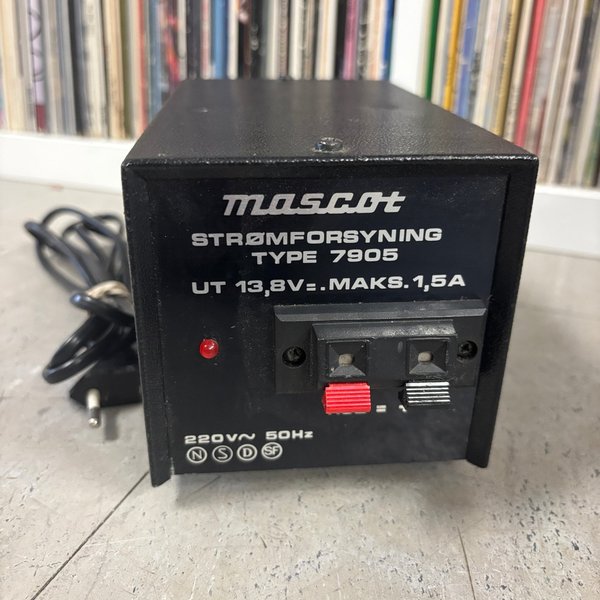 mascot
STRØMFORSYNING
TYPE 7905
UT 13,8V⎓. MAKS. 1,5A
220V~ 50Hz
N S D SF